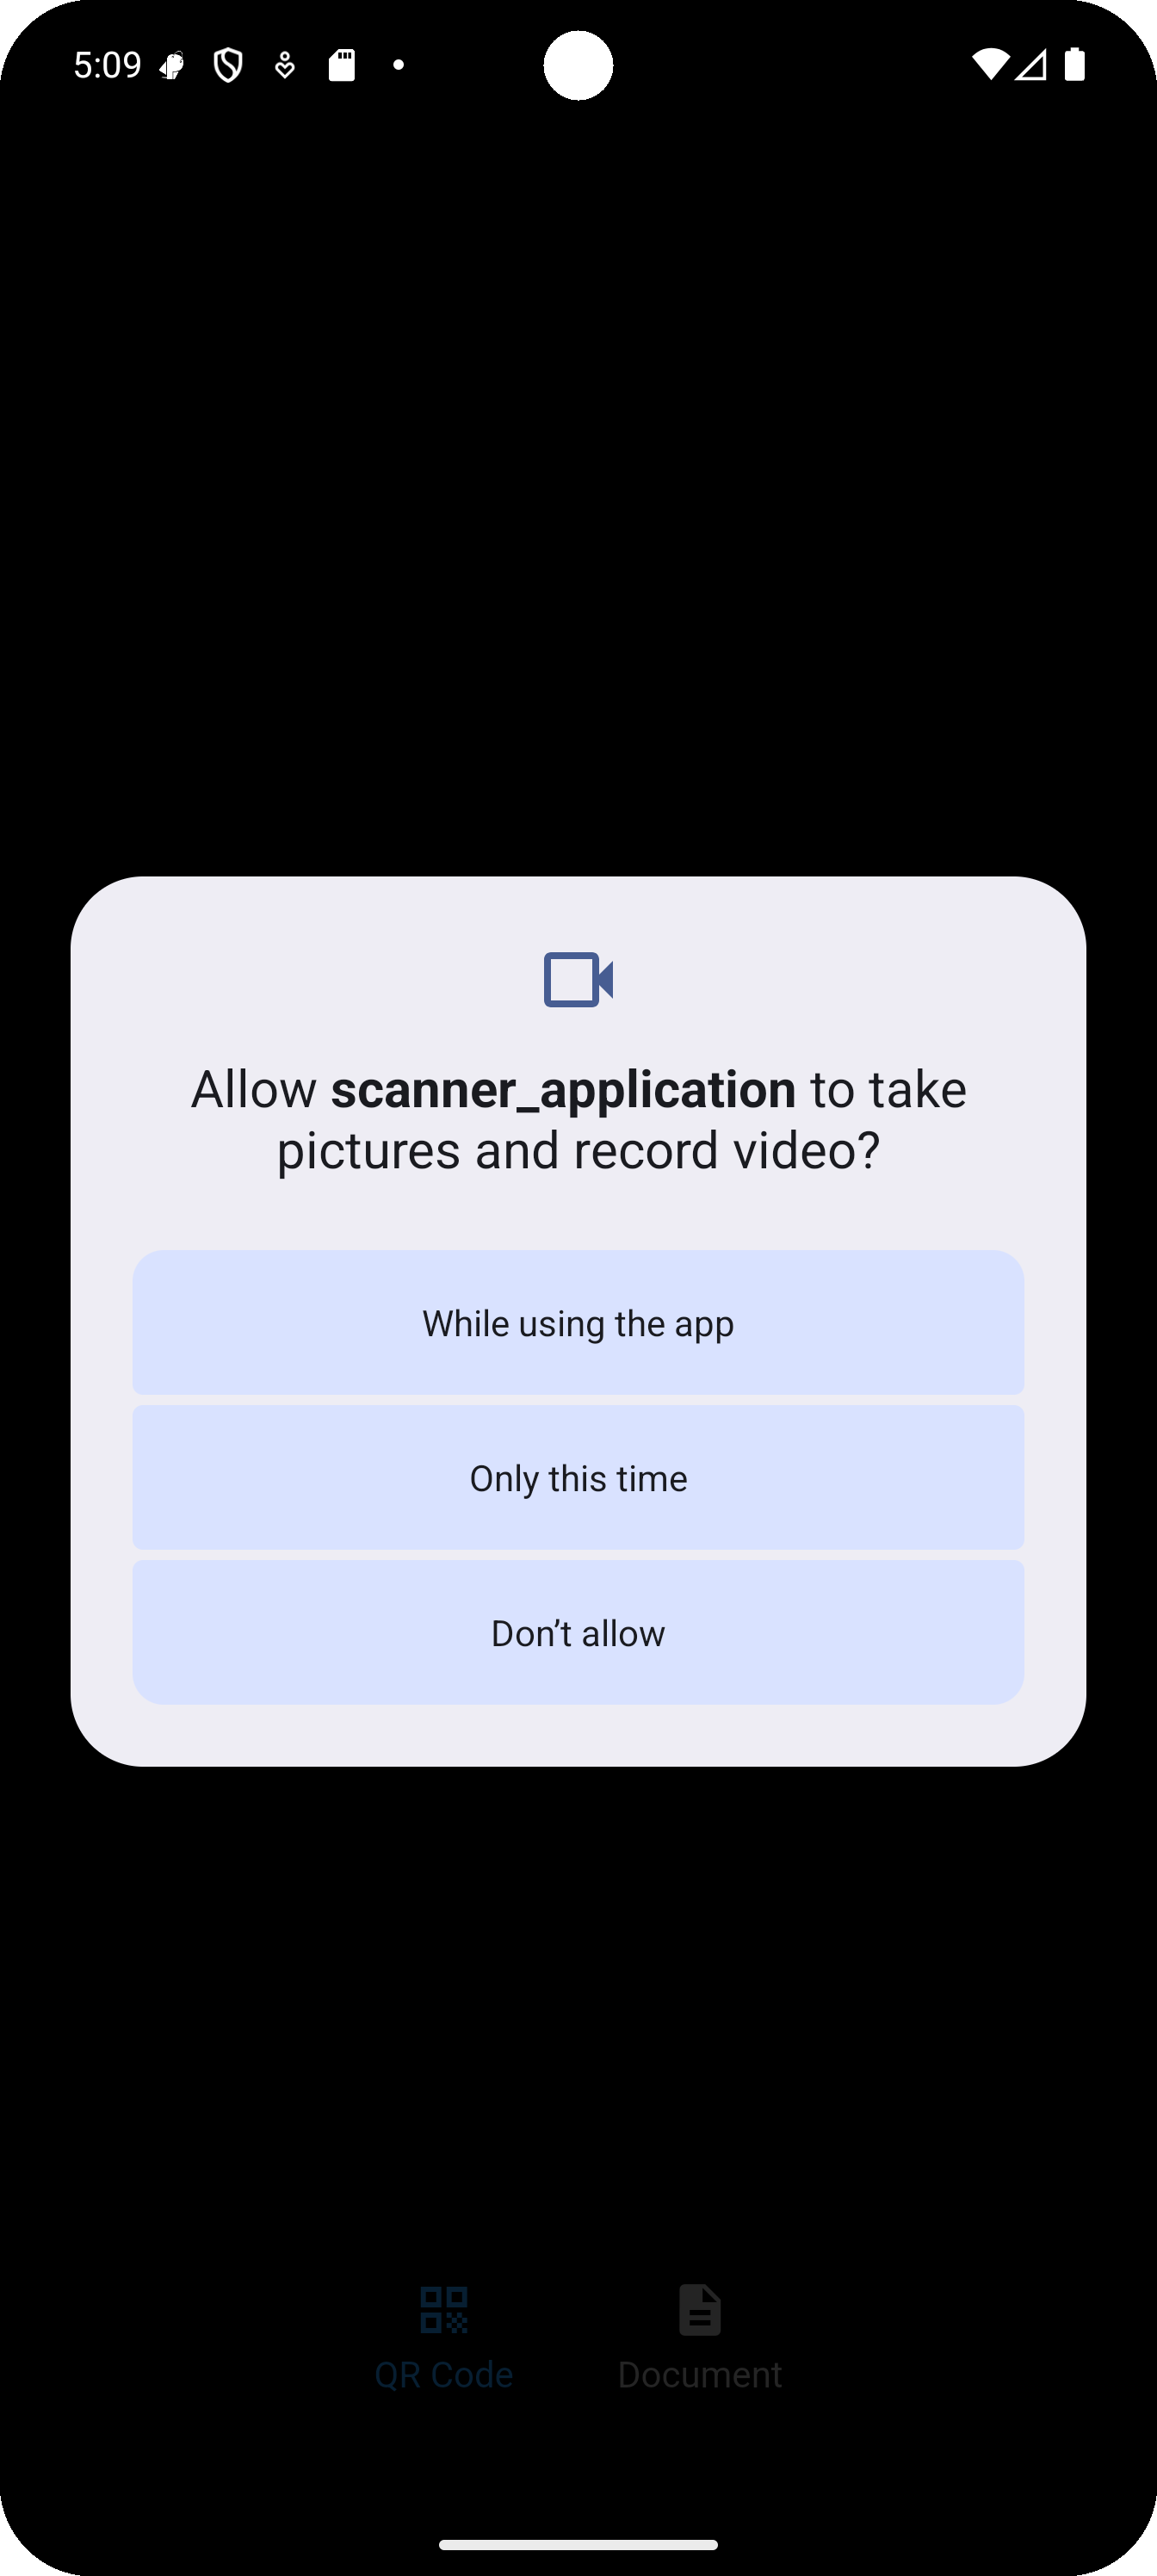 5:09
Allow scanner_application to take
pictures and record video?
While using the app
Only this time
Don’t allow
QR Code
Document